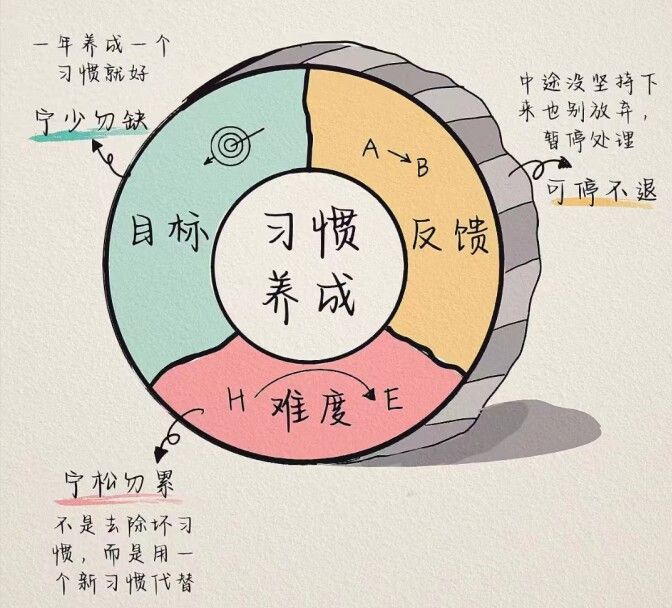 一年养成一个
习惯就好
宁少勿缺
中途没坚持下
来也别放弃，
暂停处理
可停不退
A→B
目标
习惯
养成
反馈
H
难度
E
宁松勿累
不是去除坏习
惯，而是用一
个新习惯代替